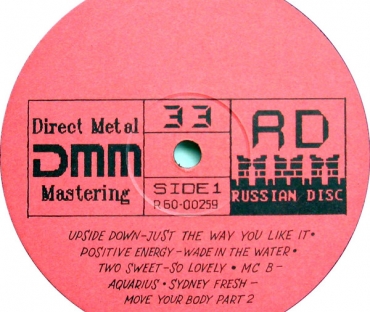 Direct Metal
DMM
Mastering
33
SIDE 1
R60-00259
RD
RUSSIAN DISC
UPSIDE DOWN-JUST THE WAY YOU LIKE IT•
POSITIVE ENERGY-WADE IN THE WATER•
TWO SWEET-SO LOVELY • MC B-
AQUARIUS • SYDNEY FRESH-
MOVE YOUR BODY PART 2